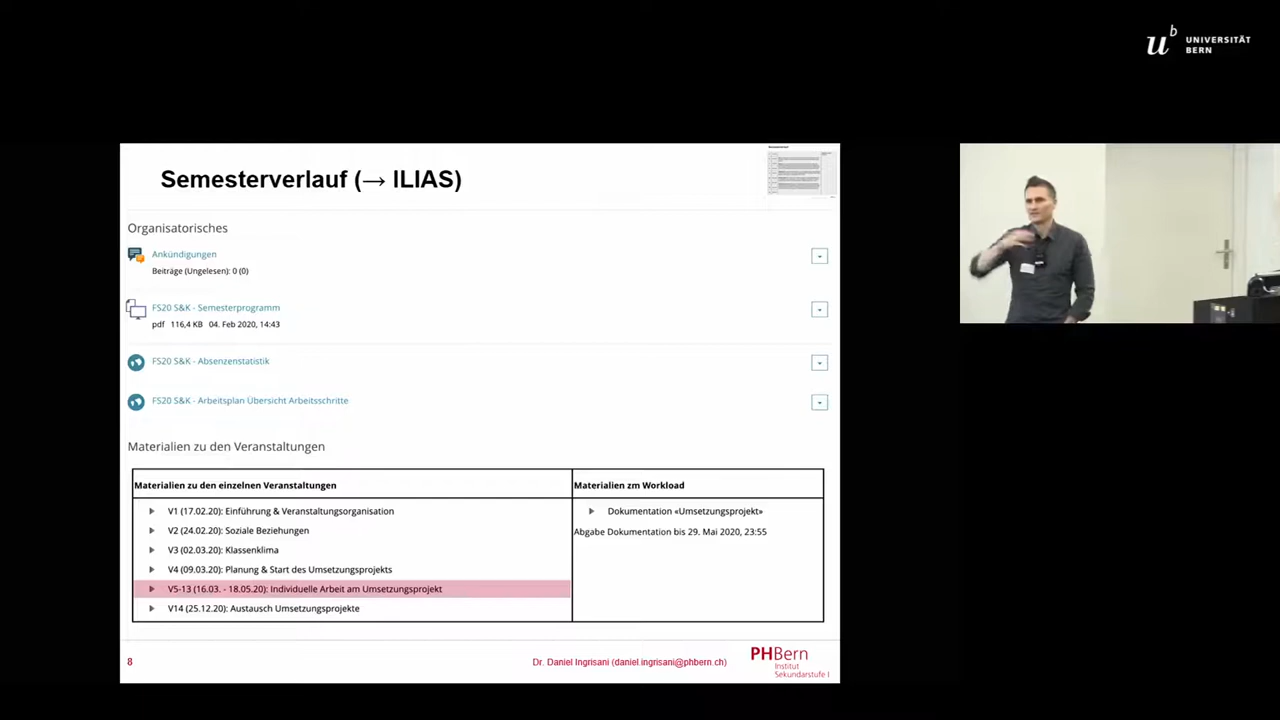 u^b UNIVERSITÄT
BERN
Semesterverlauf (→ ILIAS)
Organisatorisches
Ankündigungen
Beiträge (Ungelesen): 0 (0)
FS20 S&K - Semesterprogramm
pdf 116,4 KB 04. Feb 2020, 14:43
FS20 S&K - Absenzenstatistik
FS20 S&K - Arbeitsplan Übersicht Arbeitsschritte
Materialien zu den Veranstaltungen
Materialien zu den einzelnen Veranstaltungen
V1 (17.02.20): Einführung & Veranstaltungsorganisation
V2 (24.02.20): Soziale Beziehungen
V3 (02.03.20): Klassenklima
V4 (09.03.20): Planung & Start des Umsetzungsprojekts
V5-13 (16.03. - 18.05.20): Individuelle Arbeit am Umsetzungsprojekt
V14 (25.12.20): Austausch Umsetzungsprojekte
Materialien zm Workload
Dokumentation «Umsetzungsprojekt»
Abgabe Dokumentation bis 29. Mai 2020, 23:55
8
Dr. Daniel Ingrisani (daniel.ingrisani@phbern.ch)
PHBern
Institut
Sekundarstufe I